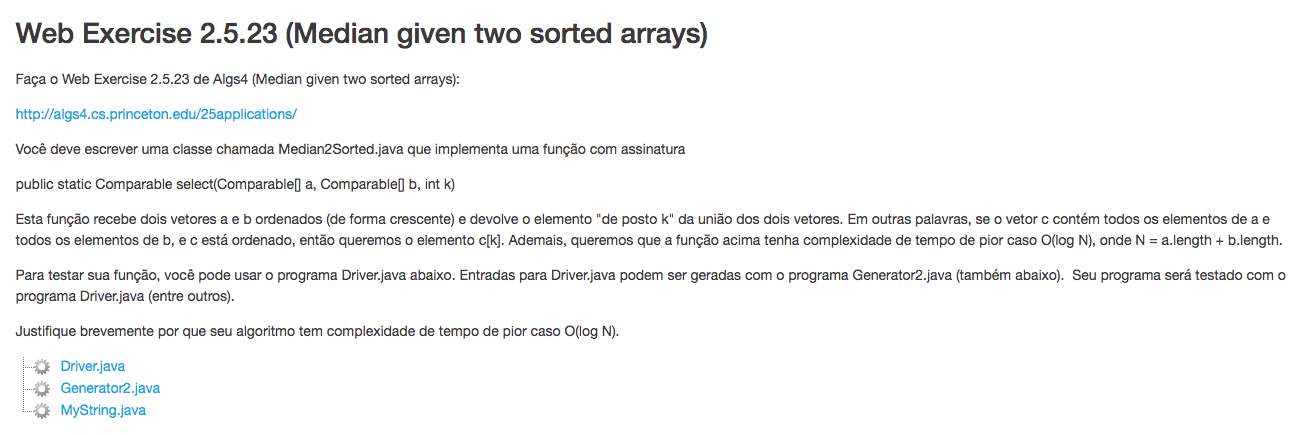 Web Exercise 2.5.23 (Median given two sorted arrays)
Faça o Web Exercise 2.5.23 de Algs4 (Median given two sorted arrays):
http://algs4.cs.princeton.edu/25applications/
Você deve escrever uma classe chamada Median2Sorted.java que implementa uma função com assinatura
public static Comparable select(Comparable[] a, Comparable[] b, int k)
Esta função recebe dois vetores a e b ordenados (de forma crescente) e devolve o elemento "de posto k" da união dos dois vetores. Em outras palavras, se o vetor c contém todos os elementos de a e
todos os elementos de b, e c está ordenado, então queremos o elemento c[k]. Ademais, queremos que a função acima tenha complexidade de tempo de pior caso O(log N), onde N = a.length + b.length.
Para testar sua função, você pode usar o programa Driver.java abaixo. Entradas para Driver.java podem ser geradas com o programa Generator2.java (também abaixo).  Seu programa será testado com o
programa Driver.java (entre outros).
Justifique brevemente por que seu algoritmo tem complexidade de tempo de pior caso O(log N).
Driver.java
Generator2.java
MyString.java